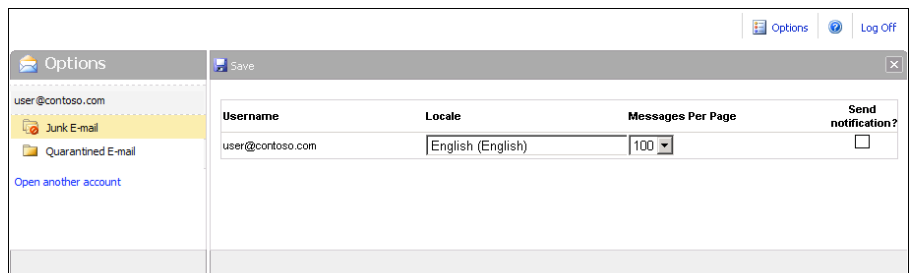 Options
Log Off
Options
Save
user@contoso.com
Junk E-mail
Quarantined E-mail
Open another account
Username
Locale
Messages Per Page
Send
notification?
user@contoso.com
English (English)
100